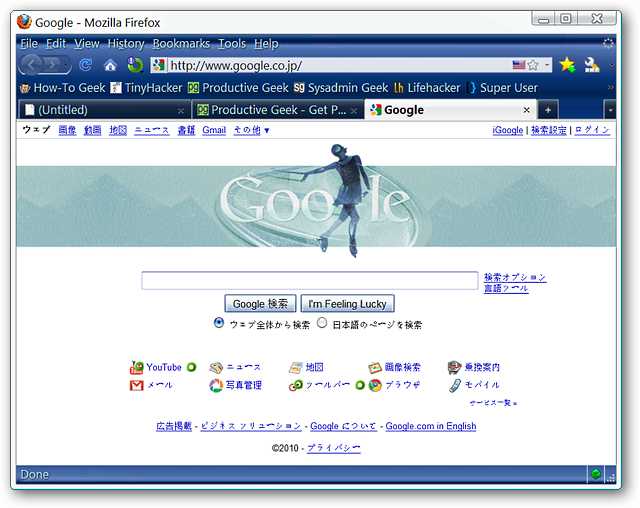 Google - Mozilla Firefox
File Edit View History Bookmarks Tools Help
http://www.google.co.jp/
How-To Geek TinyHacker Productive Geek Sysadmin Geek Lifehacker Super User
(Untitled) Productive Geek - Get P... Google
ウェブ 画像 動画 地図 ニュース 書籍 Gmail その他 ▼ iGoogle | 検索設定 | ログイン
Google
検索オプション
言語ツール
Google 検索 I'm Feeling Lucky
ウェブ全体から検索 日本語のページを検索
YouTube ニュース 地図 画像検索 乗換案内
メール 写真管理 ツールバー ブラウザ モバイル
サービス一覧 »
広告掲載 - ビジネス ソリューション - Google について - Google.com in English
©2010 - プライバシー
Done